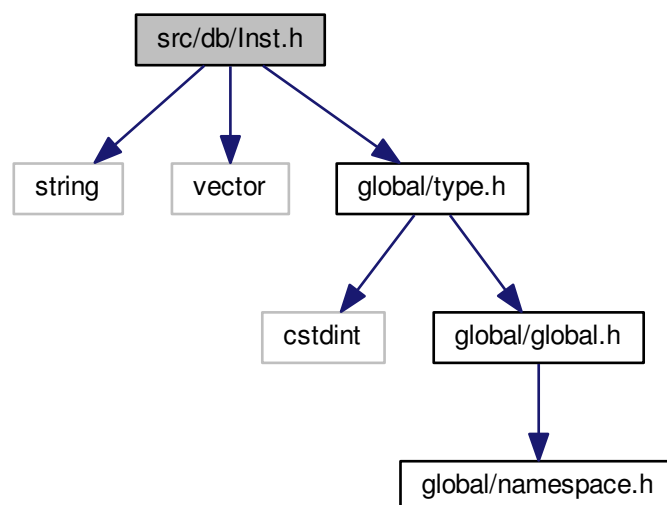 src/db/Inst.h
string
vector
global/type.h
cstdint
global/global.h
global/namespace.h